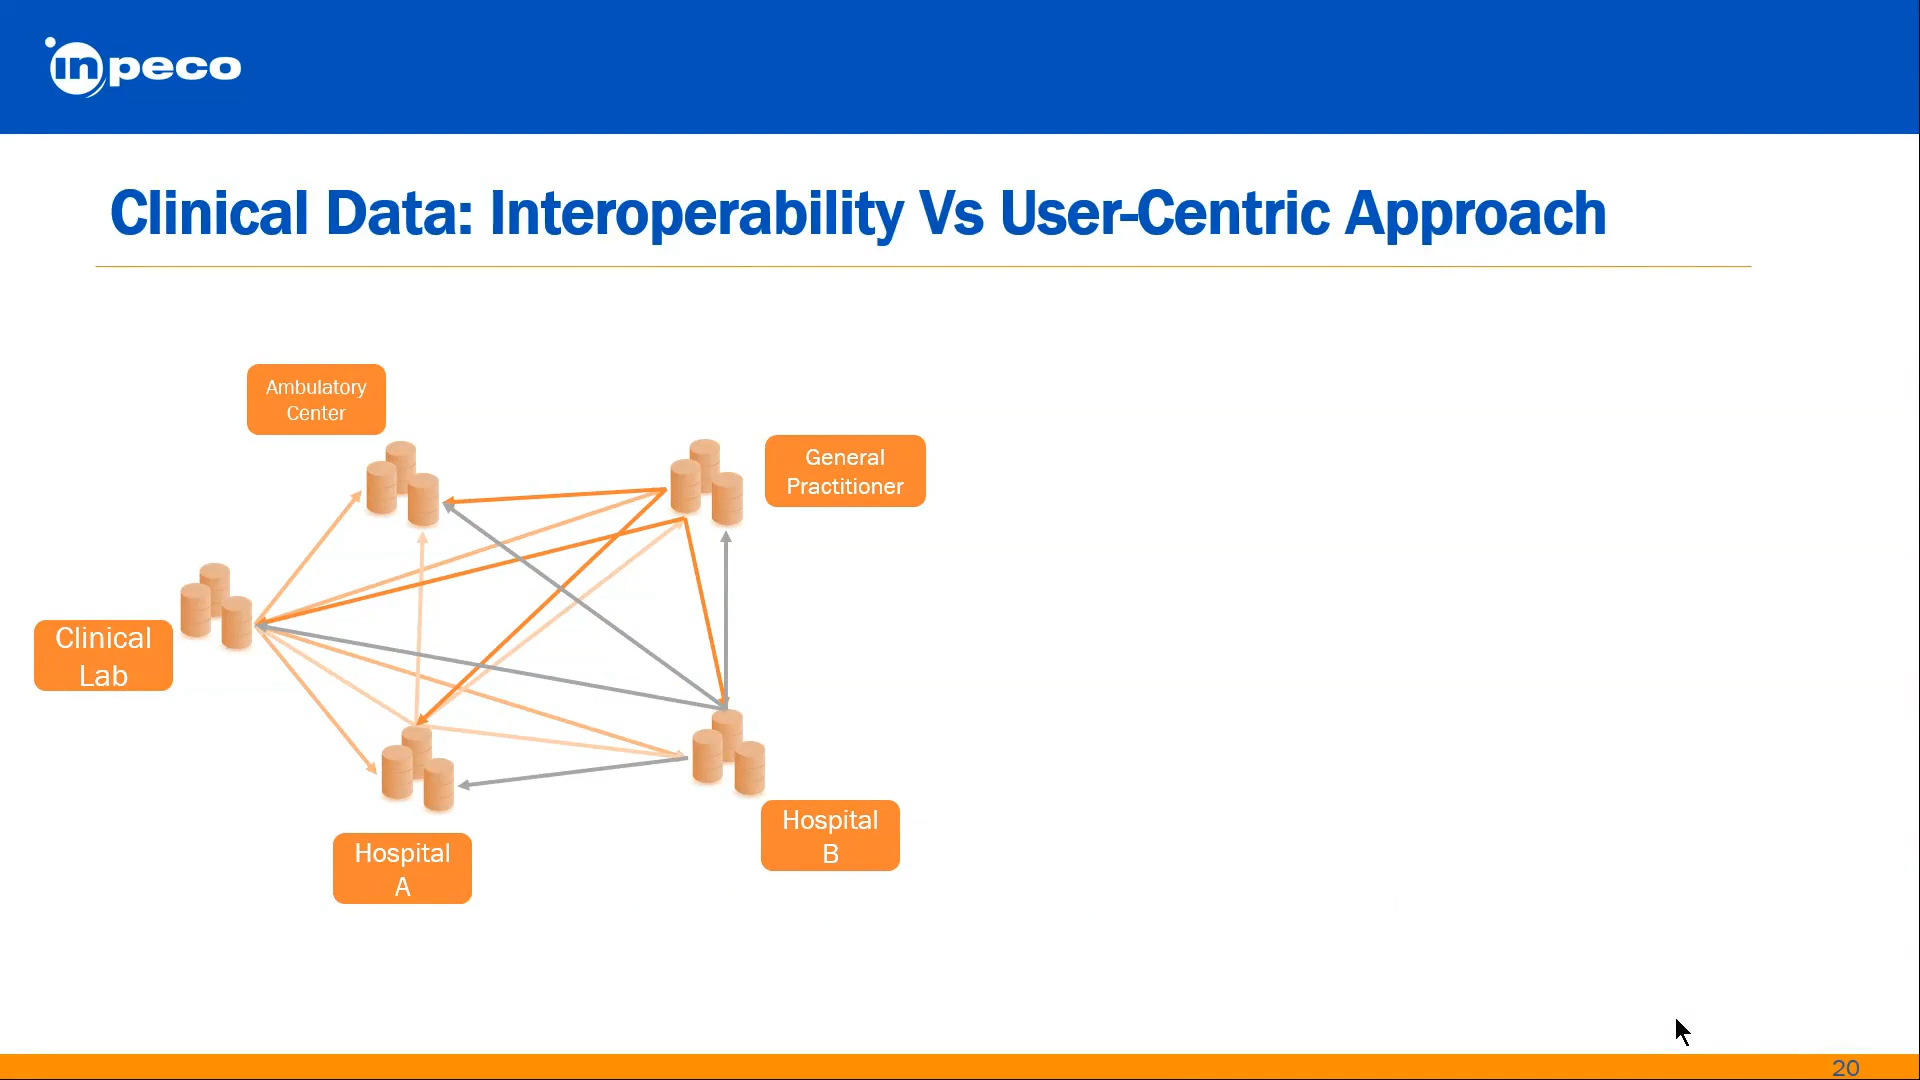 inpeco
Clinical Data: Interoperability Vs User-Centric Approach
Ambulatory
Center
General
Practitioner
Clinical
Lab
Hospital
A
Hospital
B
20